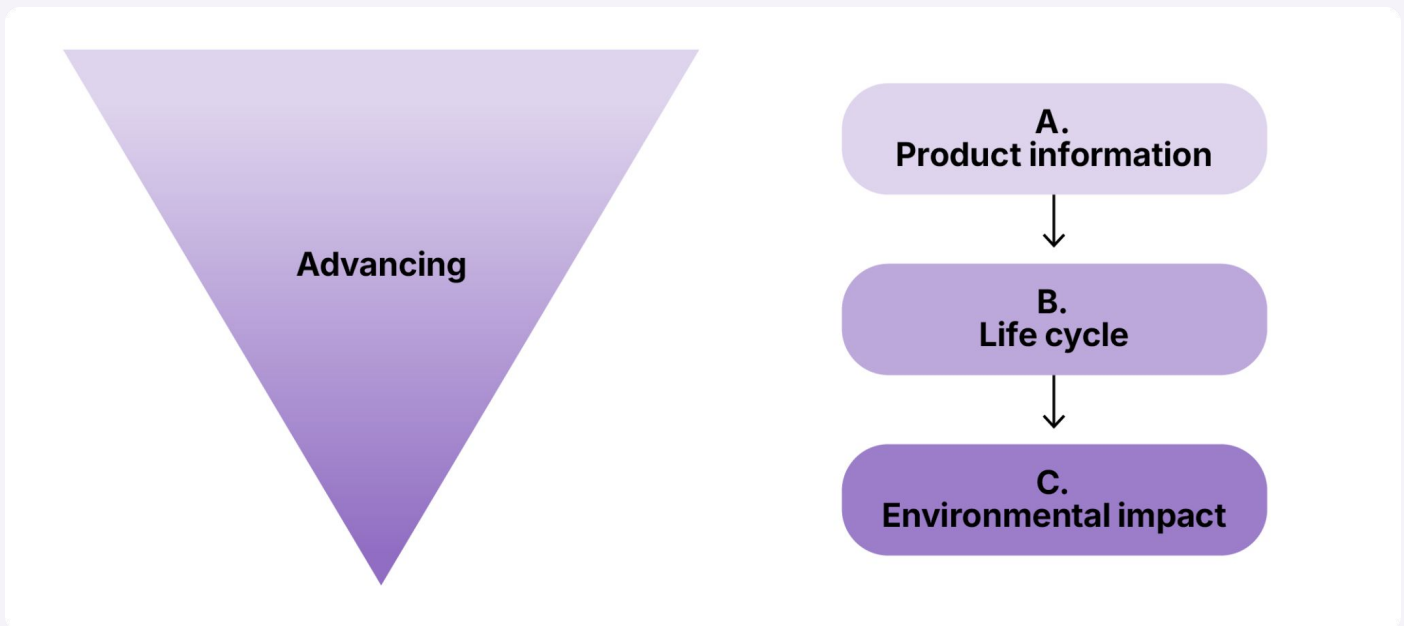 Advancing
A.
Product information
B.
Life cycle
C.
Environmental impact